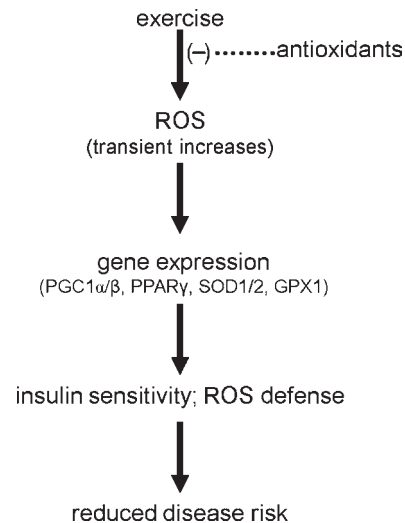 exercise
(–) ........ antioxidants
ROS
(transient increases)
gene expression
(PGC1α/β, PPARγ, SOD1/2, GPX1)
insulin sensitivity; ROS defense
reduced disease risk